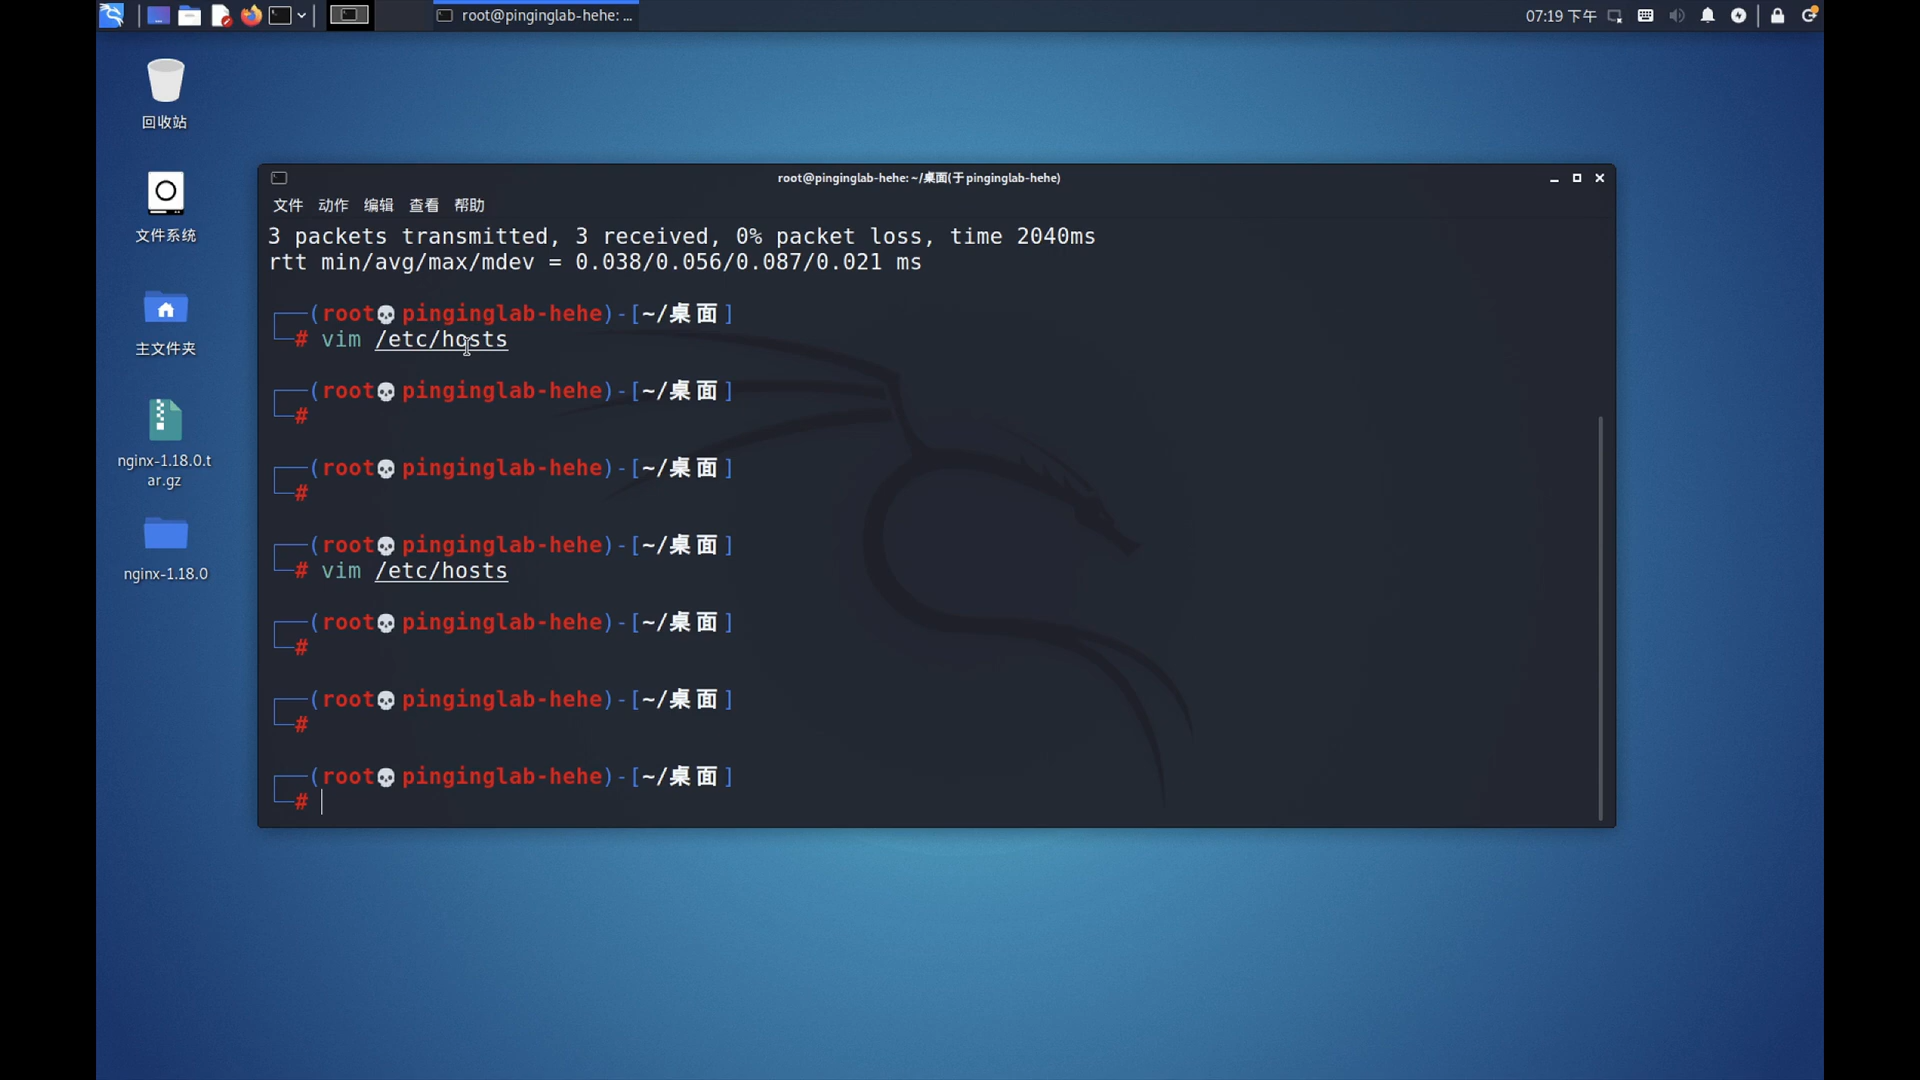 root@pinginglab-hehe: ...
07:19 下午
回收站
文件系统
主文件夹
nginx-1.18.0.t
ar.gz
nginx-1.18.0
root@pinginglab-hehe: ~/桌面(于 pinginglab-hehe)
文件 动作 编辑 查看 帮助
3 packets transmitted, 3 received, 0% packet loss, time 2040ms
rtt min/avg/max/mdev = 0.038/0.056/0.087/0.021 ms
(root💀pinginglab-hehe)-[~/桌面]
# vim /etc/hosts
(root💀pinginglab-hehe)-[~/桌面]
#
(root💀pinginglab-hehe)-[~/桌面]
#
(root💀pinginglab-hehe)-[~/桌面]
# vim /etc/hosts
(root💀pinginglab-hehe)-[~/桌面]
#
(root💀pinginglab-hehe)-[~/桌面]
#
(root💀pinginglab-hehe)-[~/桌面]
#